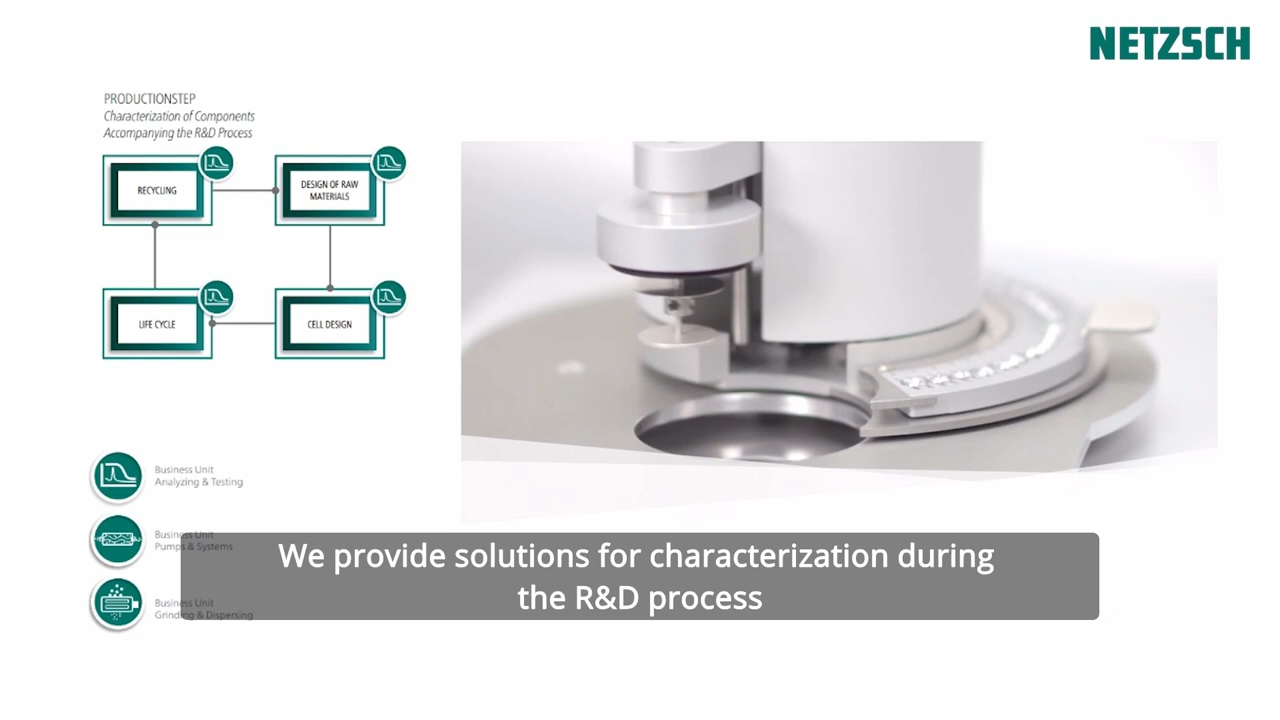 NETZSCH
PRODUCTIONSTEP
Characterization of Components
Accompanying the R&D Process
RECYCLING
DESIGN OF RAW
MATERIALS
LIFE CYCLE
CELL DESIGN
Business Unit
Analyzing & Testing
Business Unit
Pumps & Systems
Business Unit
Grinding & Dispersing
We provide solutions for characterization during
the R&D process